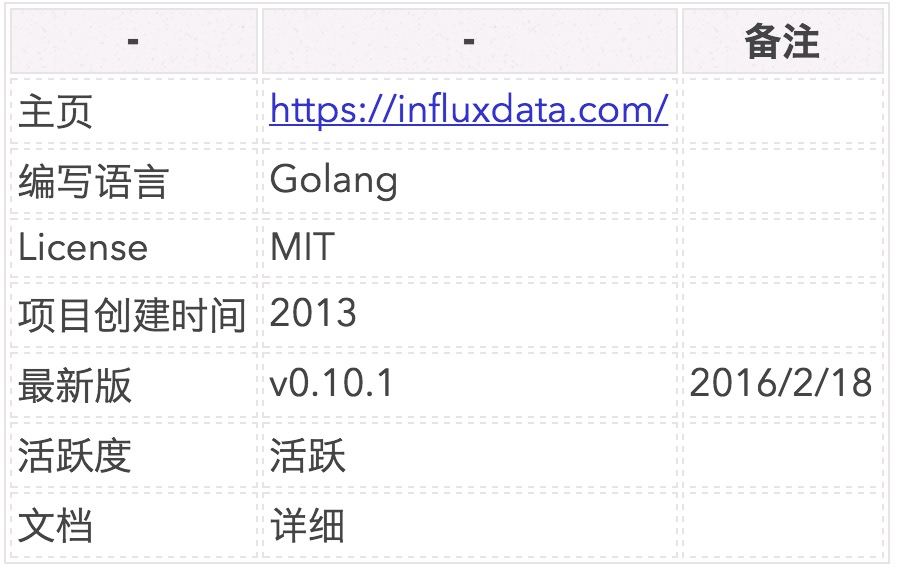 - - 备注
主页 https://influxdata.com/
编写语言 Golang
License MIT
项目创建时间 2013
最新版 v0.10.1 2016/2/18
活跃度 活跃
文档 详细